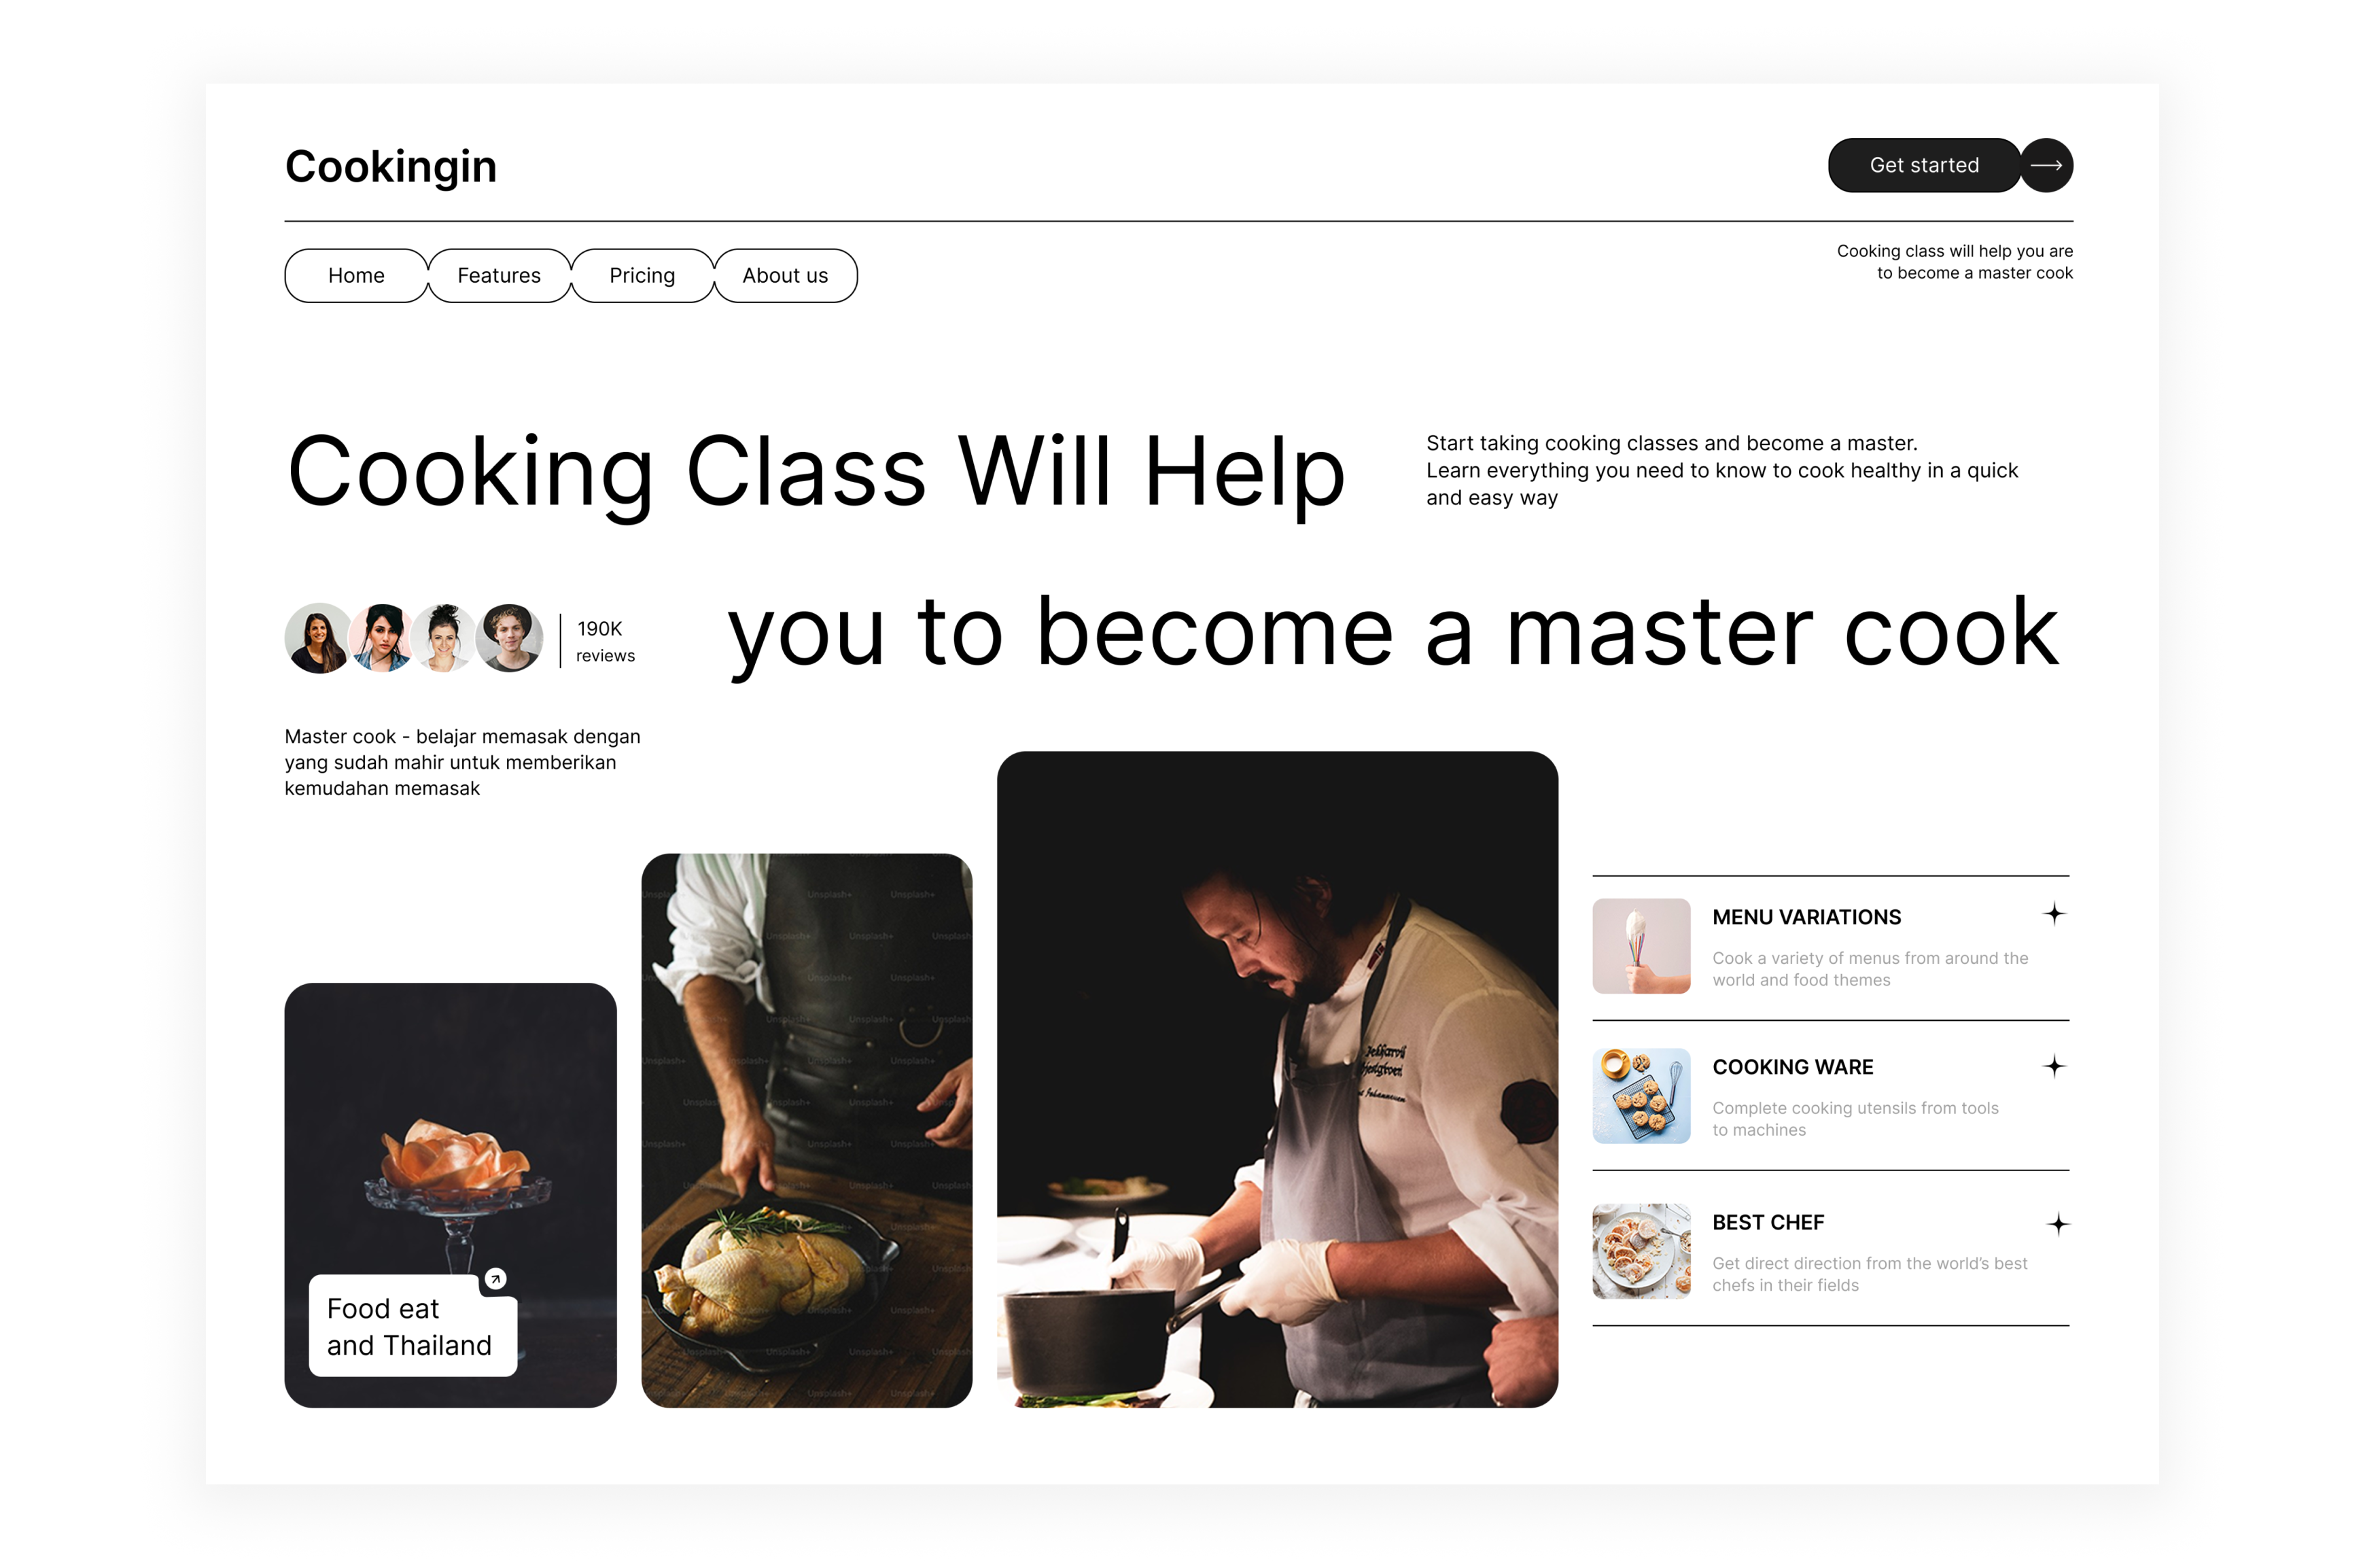 Cookingin
Get started
Home
Features
Pricing
About us
Cooking class will help you are
to become a master cook
Cooking Class Will Help
Start taking cooking classes and become a master.
Learn everything you need to know to cook healthy in a quick
and easy way
190K
reviews
you to become a master cook
Master cook - belajar memasak dengan
yang sudah mahir untuk memberikan
kemudahan memasak
Unsplash+
Food eat
and Thailand
MENU VARIATIONS
Cook a variety of menus from around the
world and food themes
COOKING WARE
Complete cooking utensils from tools
to machines
BEST CHEF
Get direct direction from the world’s best
chefs in their fields